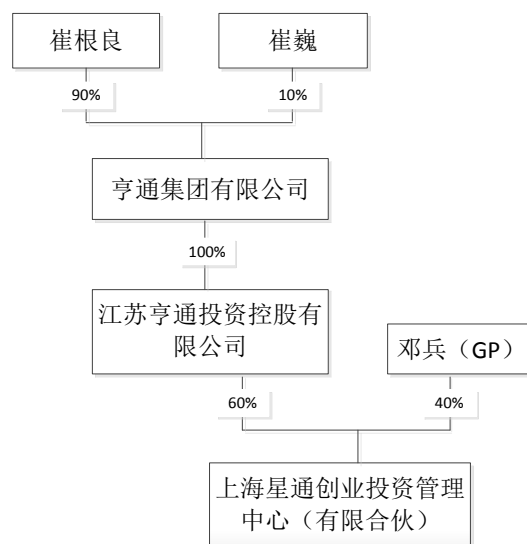 崔根良
崔巍
90%
10%
亨通集团有限公司
100%
江苏亨通投资控股有
限公司
邓兵（GP）
60%
40%
上海星通创业投资管理
中心（有限合伙）